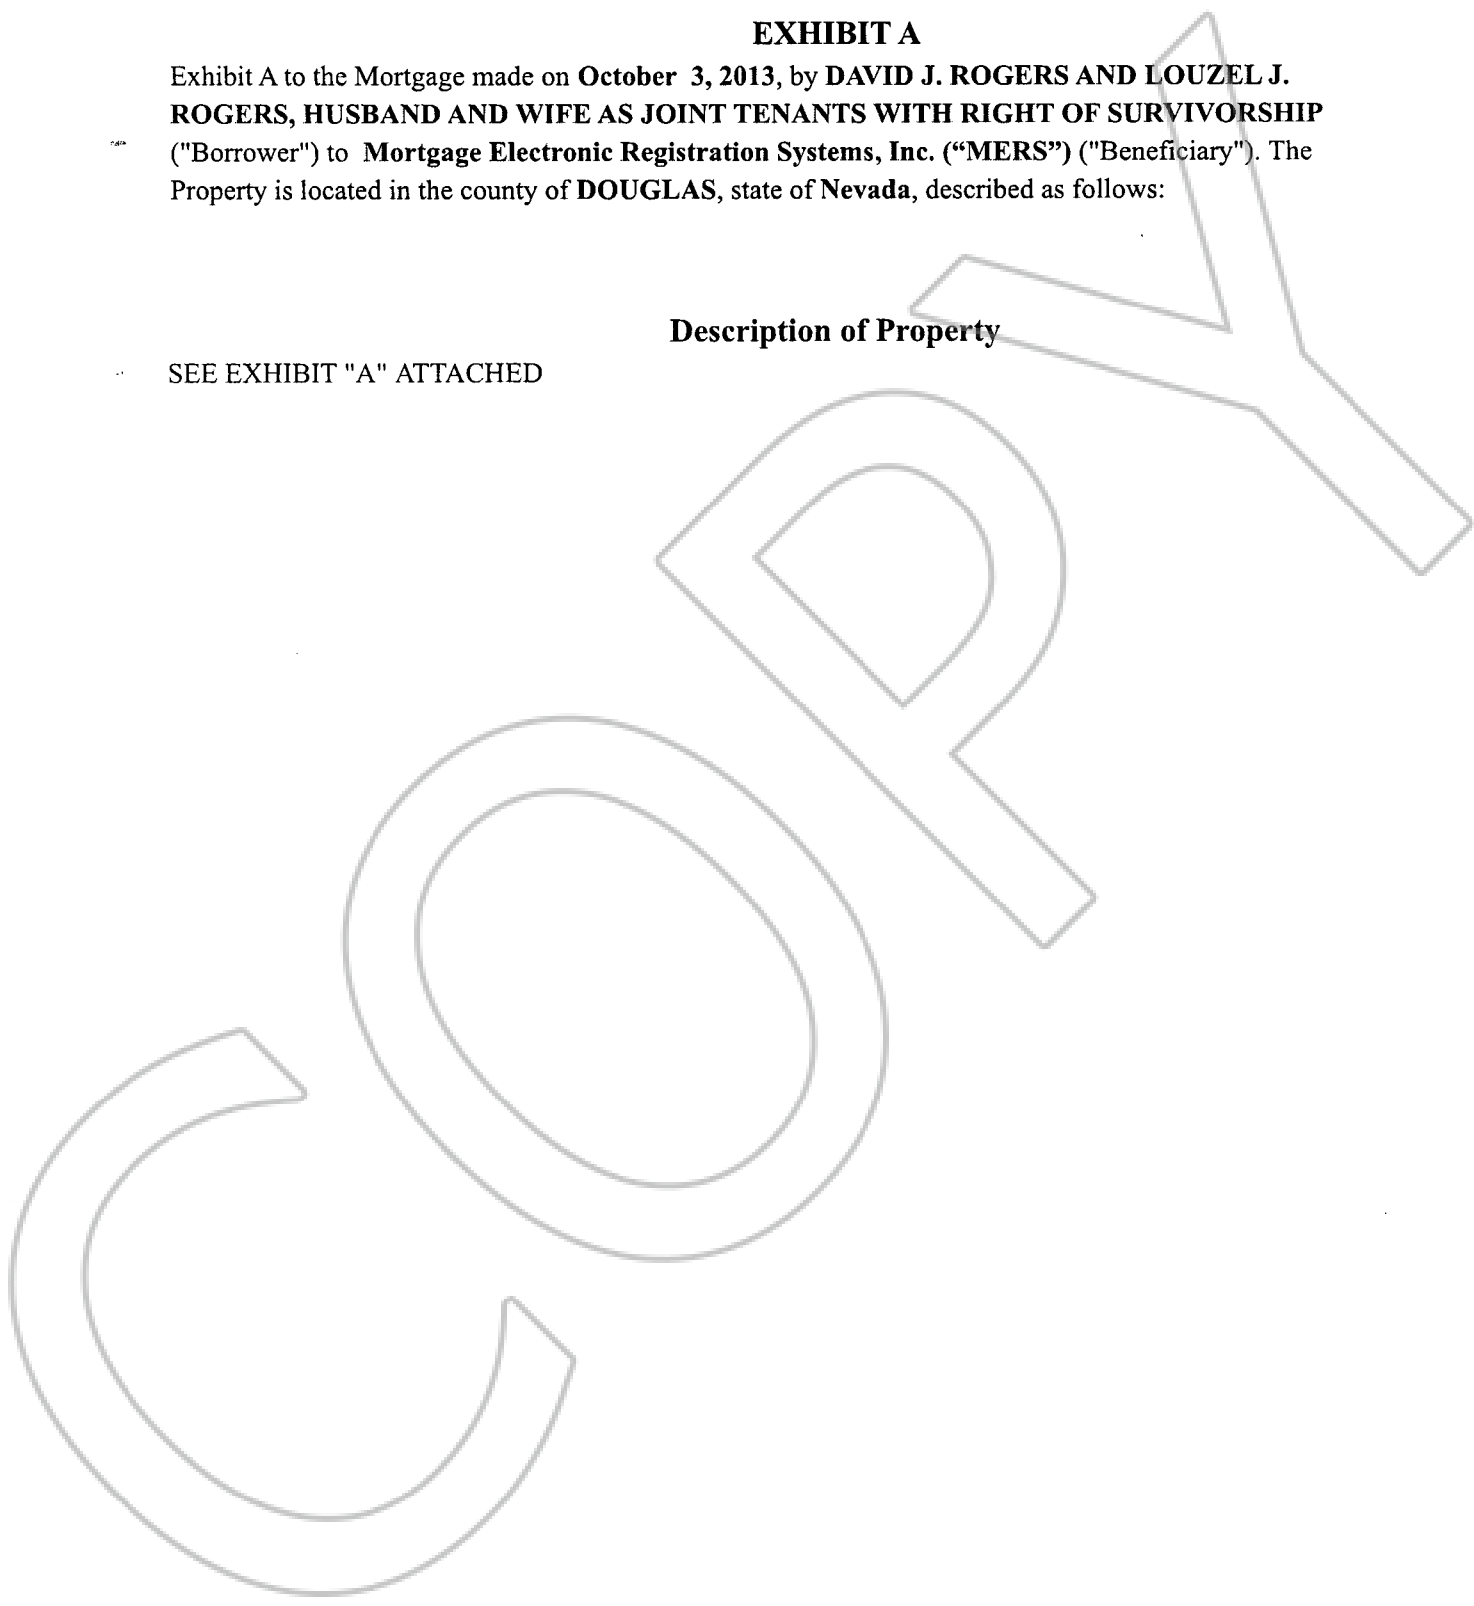 EXHIBIT A
Exhibit A to the Mortgage made on October 3, 2013, by DAVID J. ROGERS AND LOUZEL J.
ROGERS, HUSBAND AND WIFE AS JOINT TENANTS WITH RIGHT OF SURVIVORSHIP
("Borrower") to Mortgage Electronic Registration Systems, Inc. (“MERS”) ("Beneficiary"). The
Property is located in the county of DOUGLAS, state of Nevada, described as follows:
Description of Property
SEE EXHIBIT "A" ATTACHED
COPY